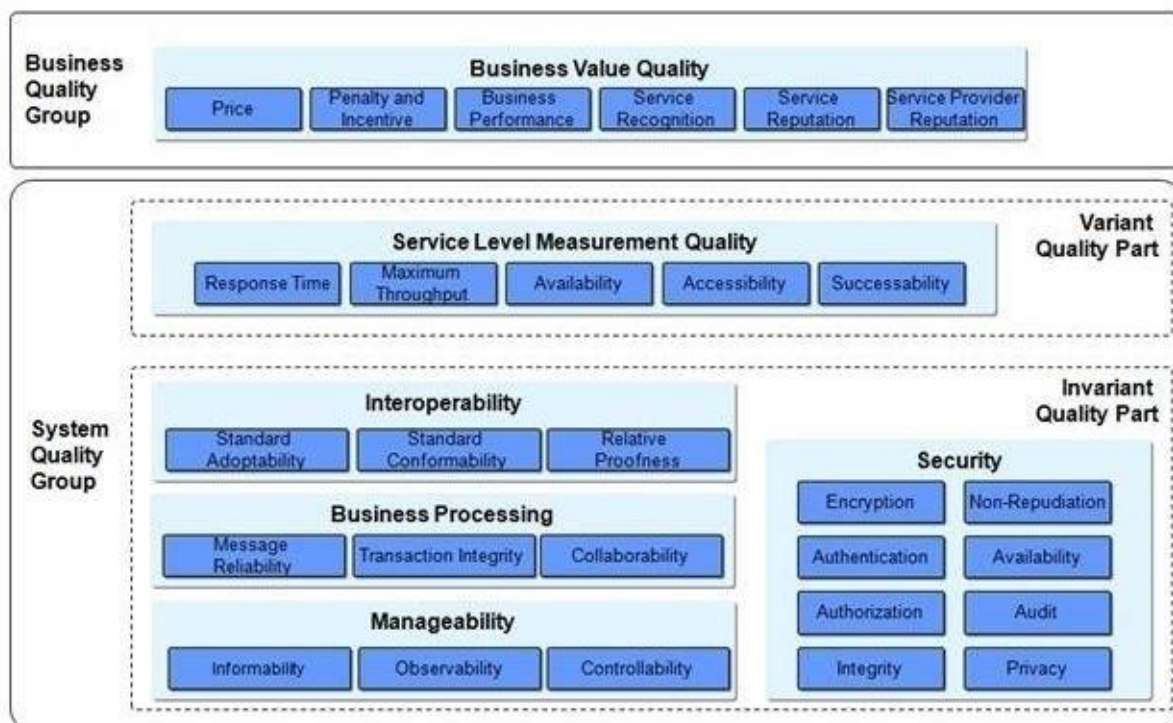 Business
Quality
Group
Business Value Quality
Price
Penalty and
Incentive
Business
Performance
Service
Recognition
Service
Reputation
Service Provider
Reputation
Variant
Quality Part
Service Level Measurement Quality
Response Time
Maximum
Throughput
Availability
Accessibility
Successability
System
Quality
Group
Invariant
Quality Part
Interoperability
Standard
Adoptability
Standard
Conformability
Relative
Proofness
Business Processing
Message
Reliability
Transaction Integrity
Collaborability
Manageability
Informability
Observability
Controllability
Security
Encryption
Non-Repudiation
Authentication
Availability
Authorization
Audit
Integrity
Privacy